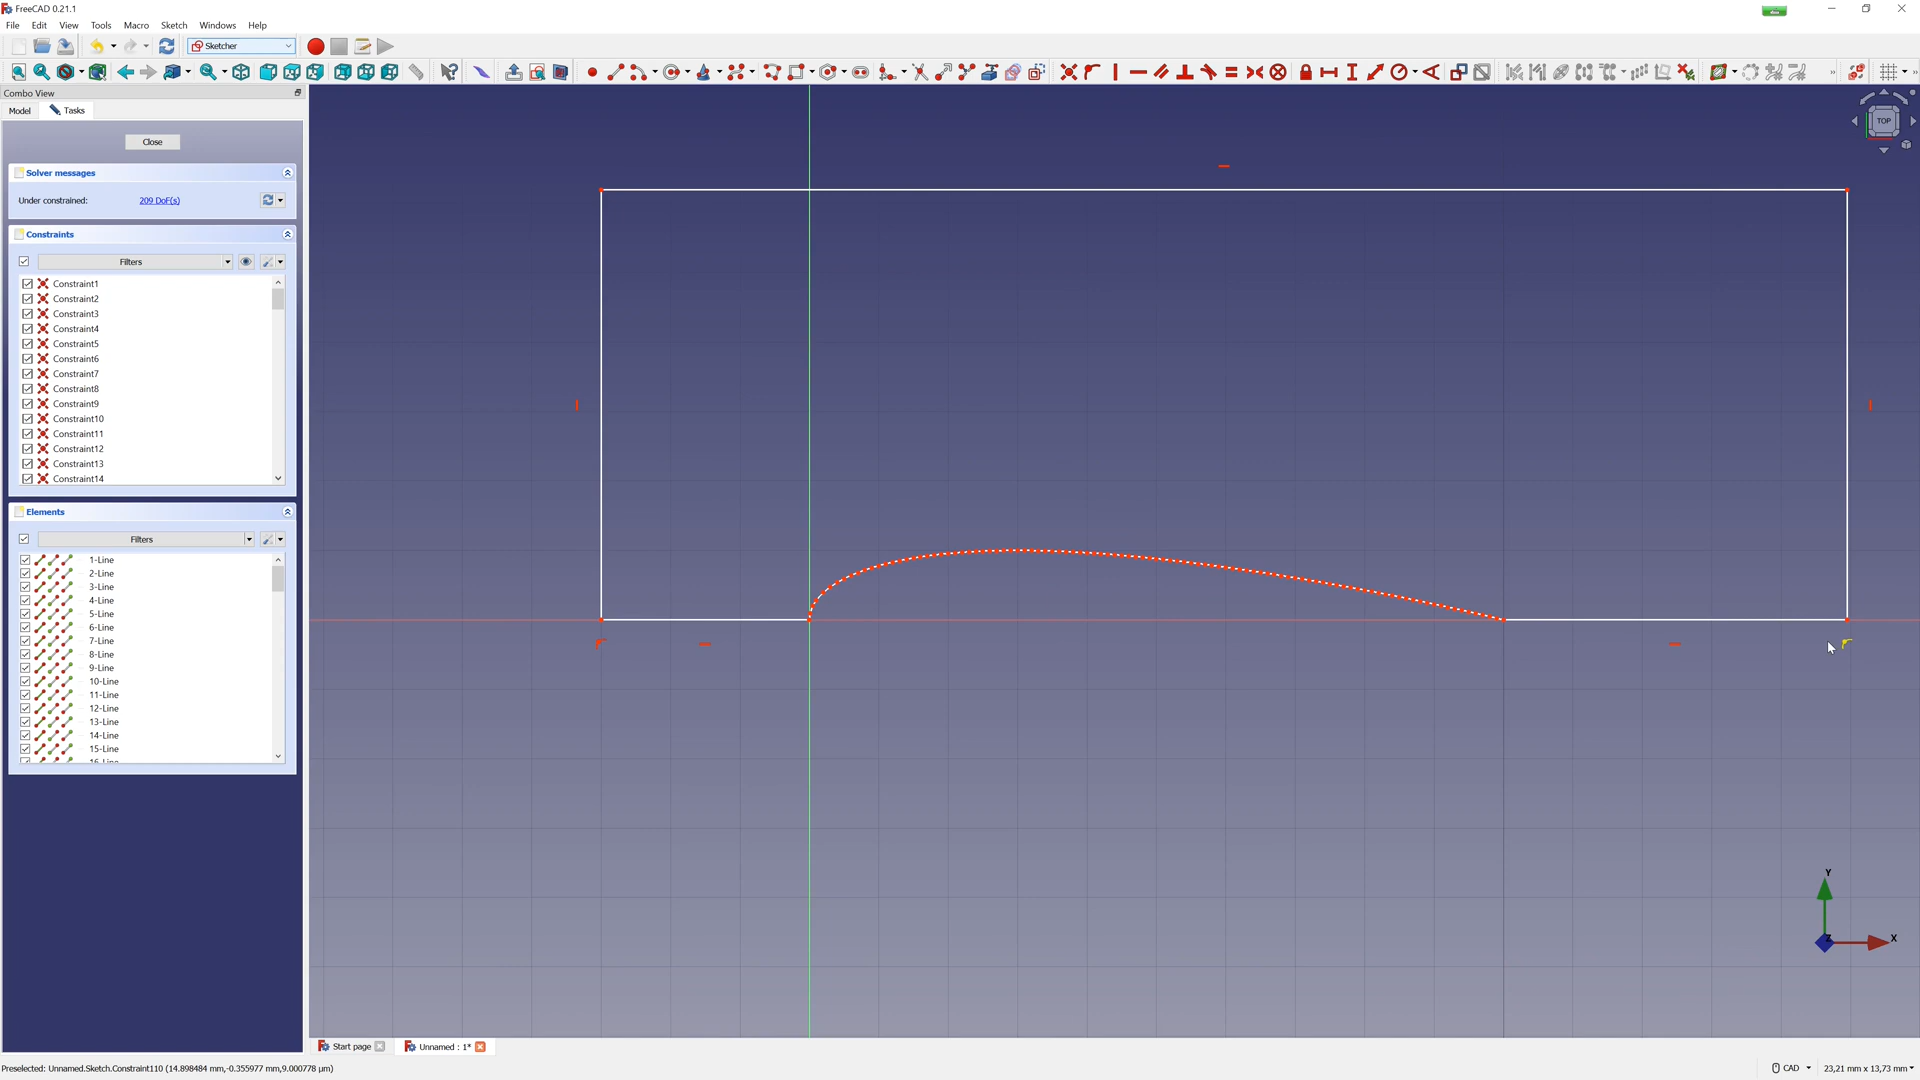 FreeCAD 0.21.1
File Edit View Tools Macro Sketch Windows Help
Sketcher
Combo View
Model Tasks
Close
Solver messages
Under constrained: 209 DoF(s)
Constraints
Filters
Constraint1
Constraint2
Constraint3
Constraint4
Constraint5
Constraint6
Constraint7
Constraint8
Constraint9
Constraint10
Constraint11
Constraint12
Constraint13
Constraint14
Elements
Filters
1-Line
2-Line
3-Line
4-Line
5-Line
6-Line
7-Line
8-Line
9-Line
10-Line
11-Line
12-Line
13-Line
14-Line
15-Line
16-Line
TOP
Y
Z
X
Start page
Unnamed : 1*
Preselected: Unnamed.Sketch.Constraint110 (14.898484 mm,-0.355977 mm,9.000778 µm)
CAD
23,21 mm x 13,73 mm